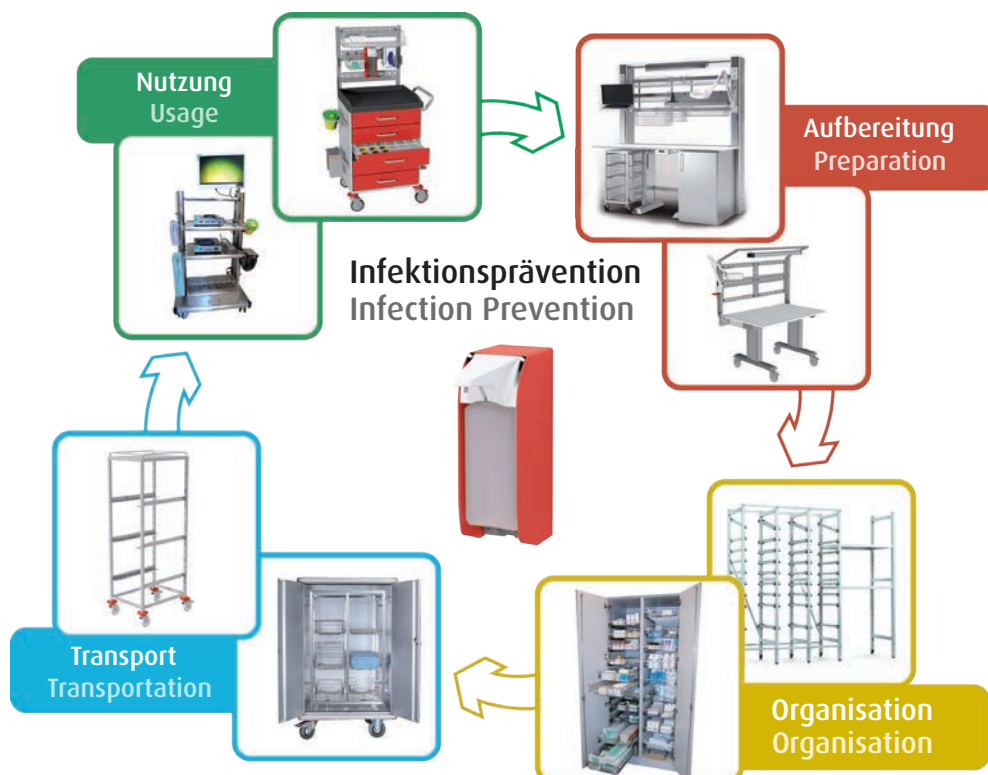 Nutzung
Usage
Aufbereitung
Preparation
Infektionsprävention
Infection Prevention
Transport
Transportation
Organisation
Organisation